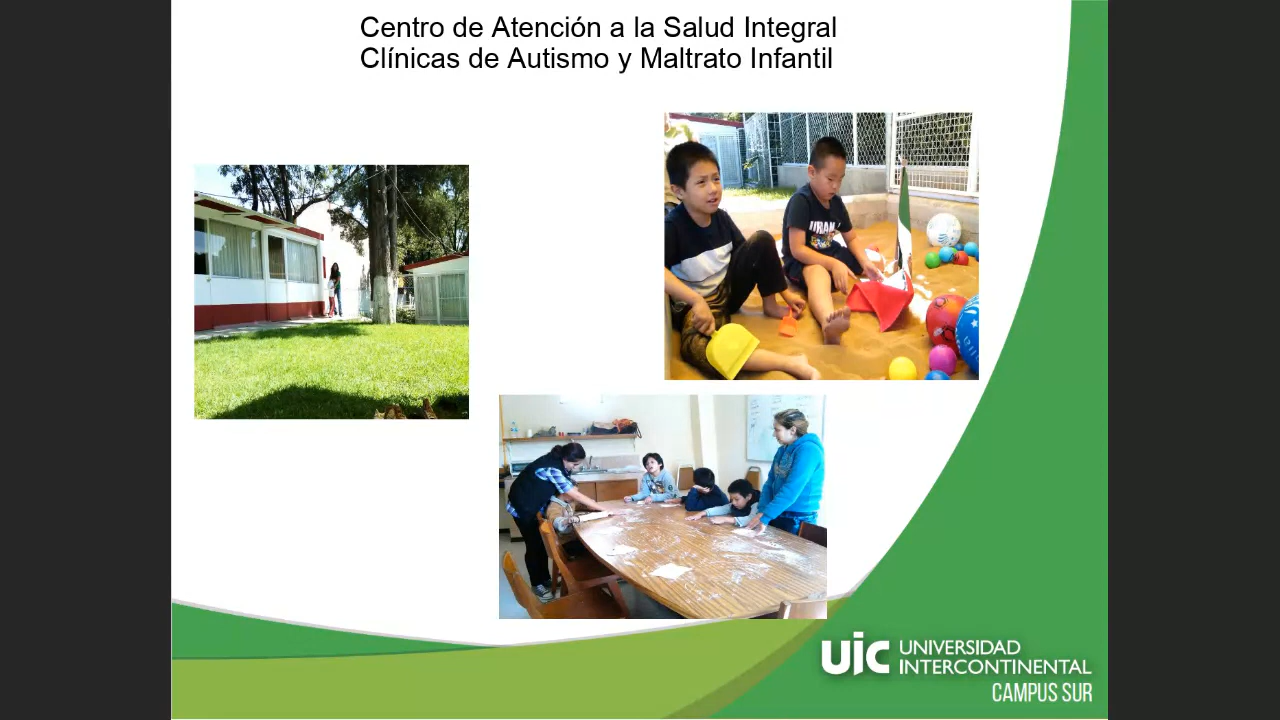 Centro de Atención a la Salud Integral
Clínicas de Autismo y Maltrato Infantil
uic UNIVERSIDAD
INTERCONTINENTAL
CAMPUS SUR